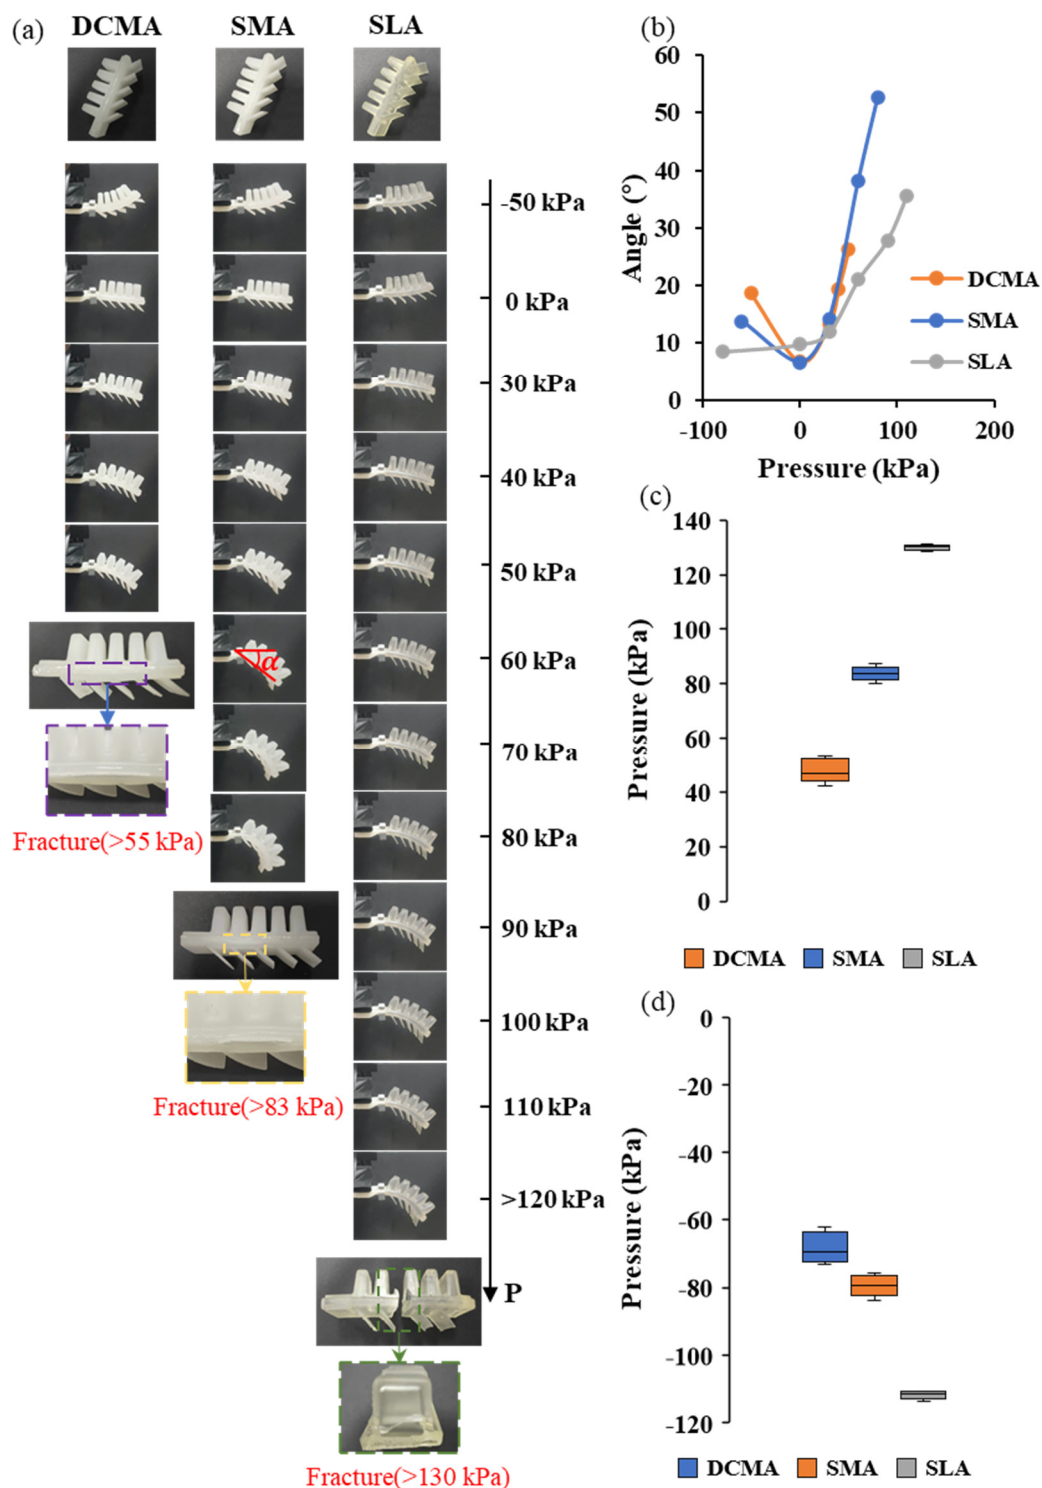 (a)
DCMA SMA SLA
-50 kPa
0 kPa
30 kPa
40 kPa
50 kPa
60 kPa
α
70 kPa
80 kPa
Fracture(>55 kPa)
90 kPa
100 kPa
Fracture(>83 kPa)
110 kPa
>120 kPa
P
Fracture(>130 kPa)
(b)
60
50
40
30
20
10
0
Angle (°)
-100 0 100 200
Pressure (kPa)
DCMA
SMA
SLA
(c)
140
120
100
80
60
40
20
0
Pressure (kPa)
DCMA SMA SLA
(d)
0
-20
-40
-60
-80
-100
-120
Pressure (kPa)
DCMA SMA SLA